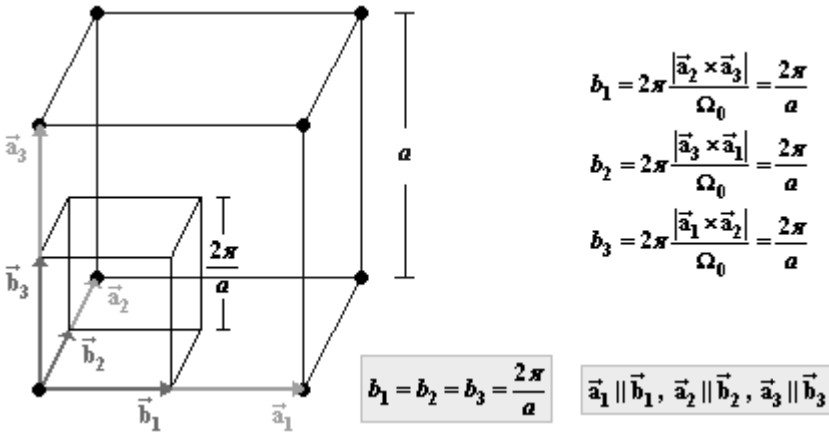 b₁ = 2π |a⃗₂ × a⃗₃| / Ω₀ = 2π / a
a⃗₃
a
b₂ = 2π |a⃗₃ × a⃗₁| / Ω₀ = 2π / a
2π / a
b₃ = 2π |a⃗₁ × a⃗₂| / Ω₀ = 2π / a
b⃗₃
a⃗₂
b⃗₂
b⃗₁
a⃗₁
b₁ = b₂ = b₃ = 2π / a
a⃗₁ || b⃗₁ , a⃗₂ || b⃗₂ , a⃗₃ || b⃗₃